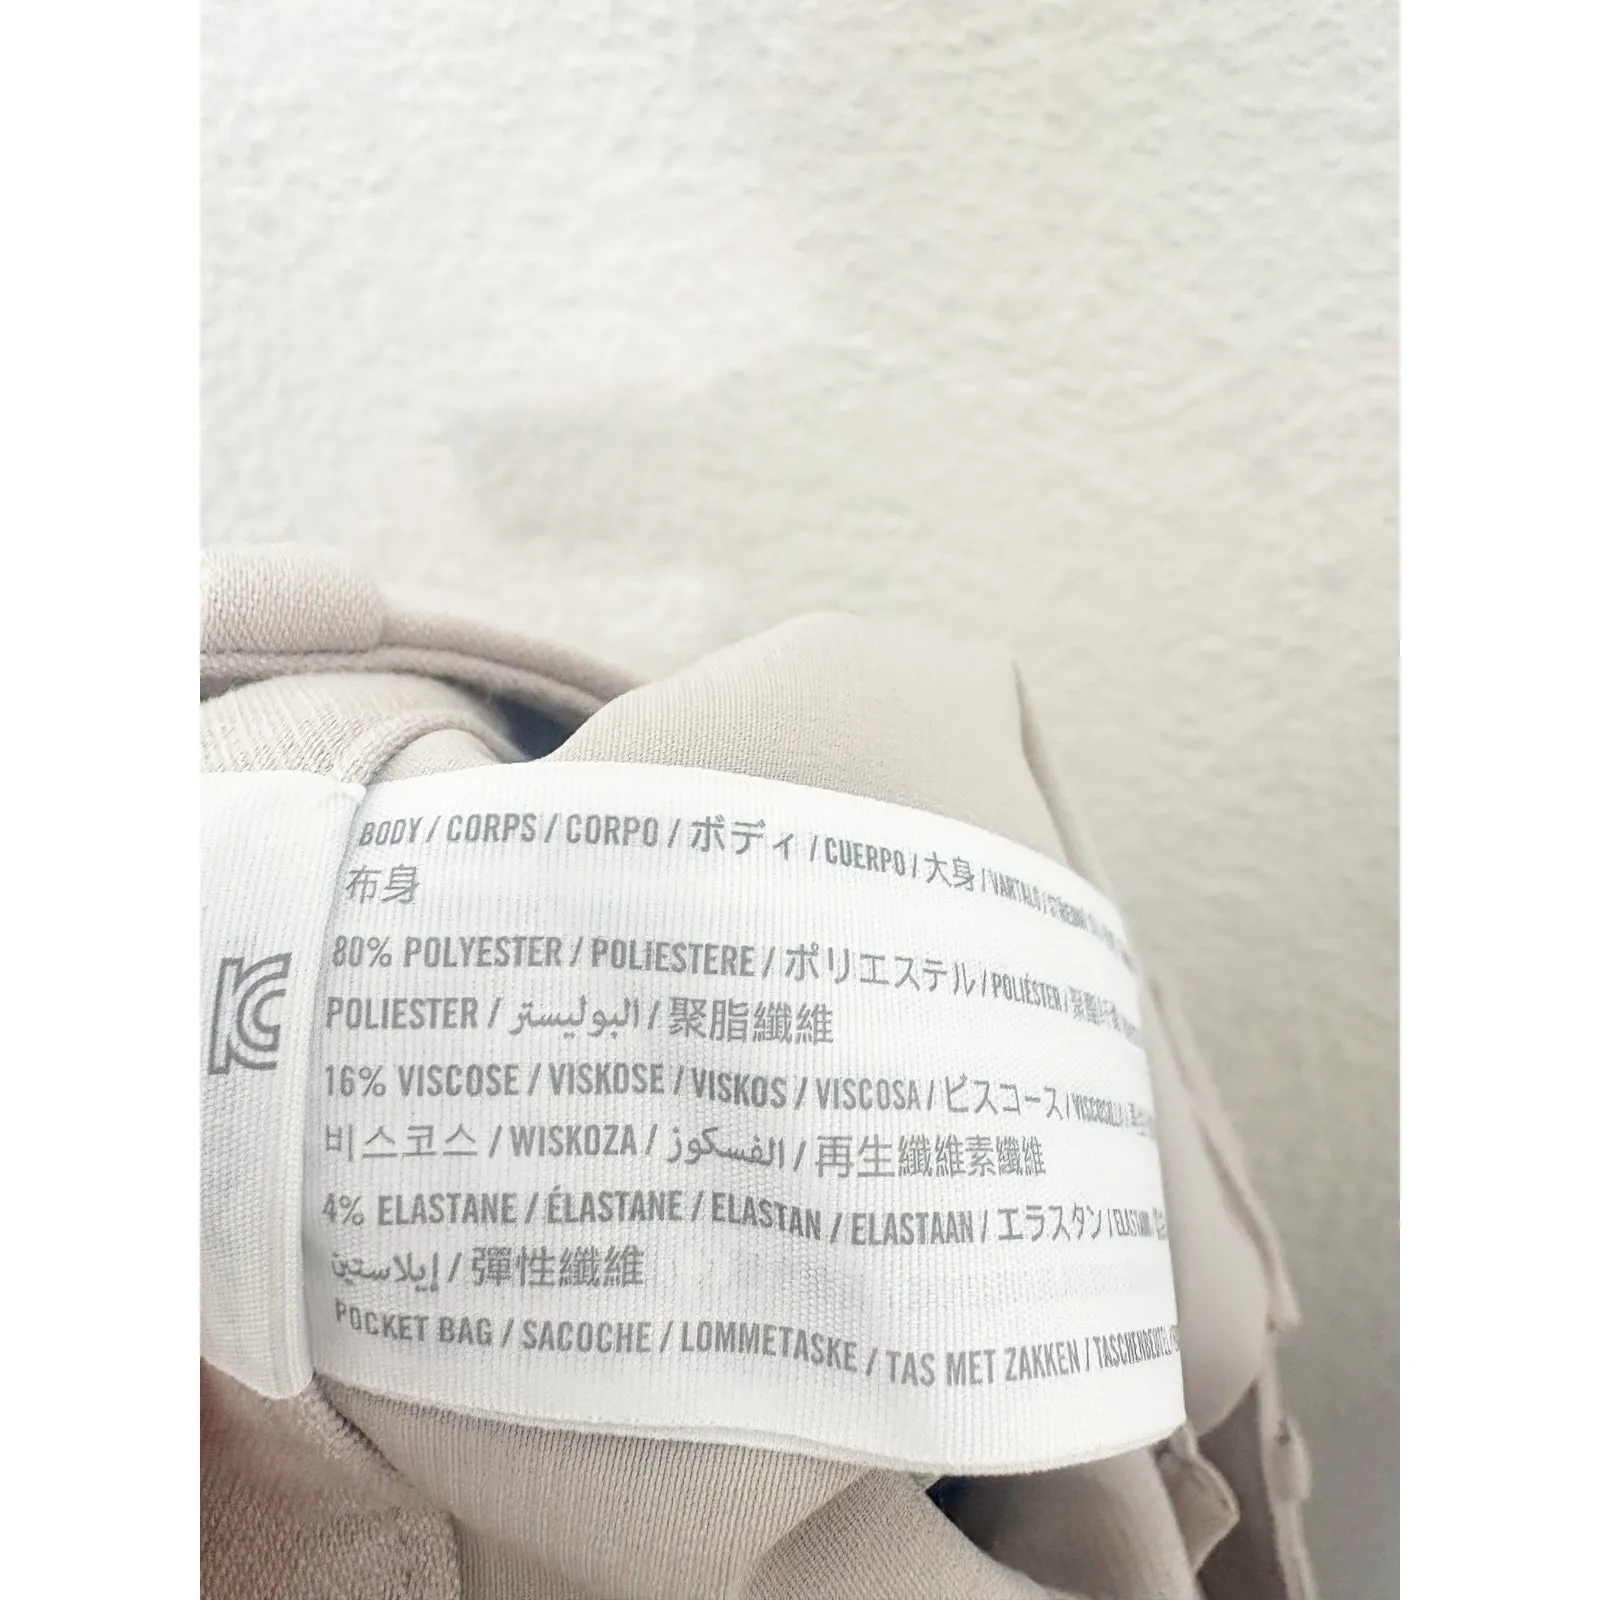 BODY / CORPS / CORPO / ボディ / CUERPO / 大身 / VARTALO /
布身
80% POLYESTER / POLIESTERE / ポリエステル / POLIÉSTER /
POLIESTER / البوليستر / 聚脂纖維
16% VISCOSE / VISKOSE / VISKOS / VISCOSA / ビスコース /
비스코스 / WISKOZA / الفسكوز / 再生纖維素纖維
4% ELASTANE / ÉLASTANE / ELASTAN / ELASTAAN / エラスタン /
إيلاستين / 彈性纖維
POCKET BAG / SACOCHE / LOMMETASKE / TAS MET ZAKKEN / TASCHENBEUTEL
KC